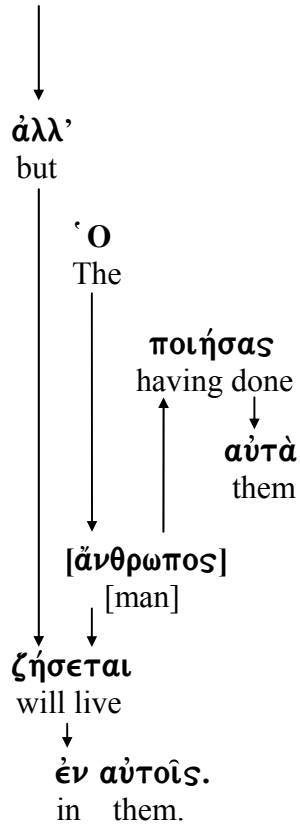 ἀλλ’
but
Ὁ
The
ποιήσας
having done
αὐτὰ
them
[ἄνθρωπος]
[man]
ζήσεται
will live
ἐν αὐτοῖς.
in them.